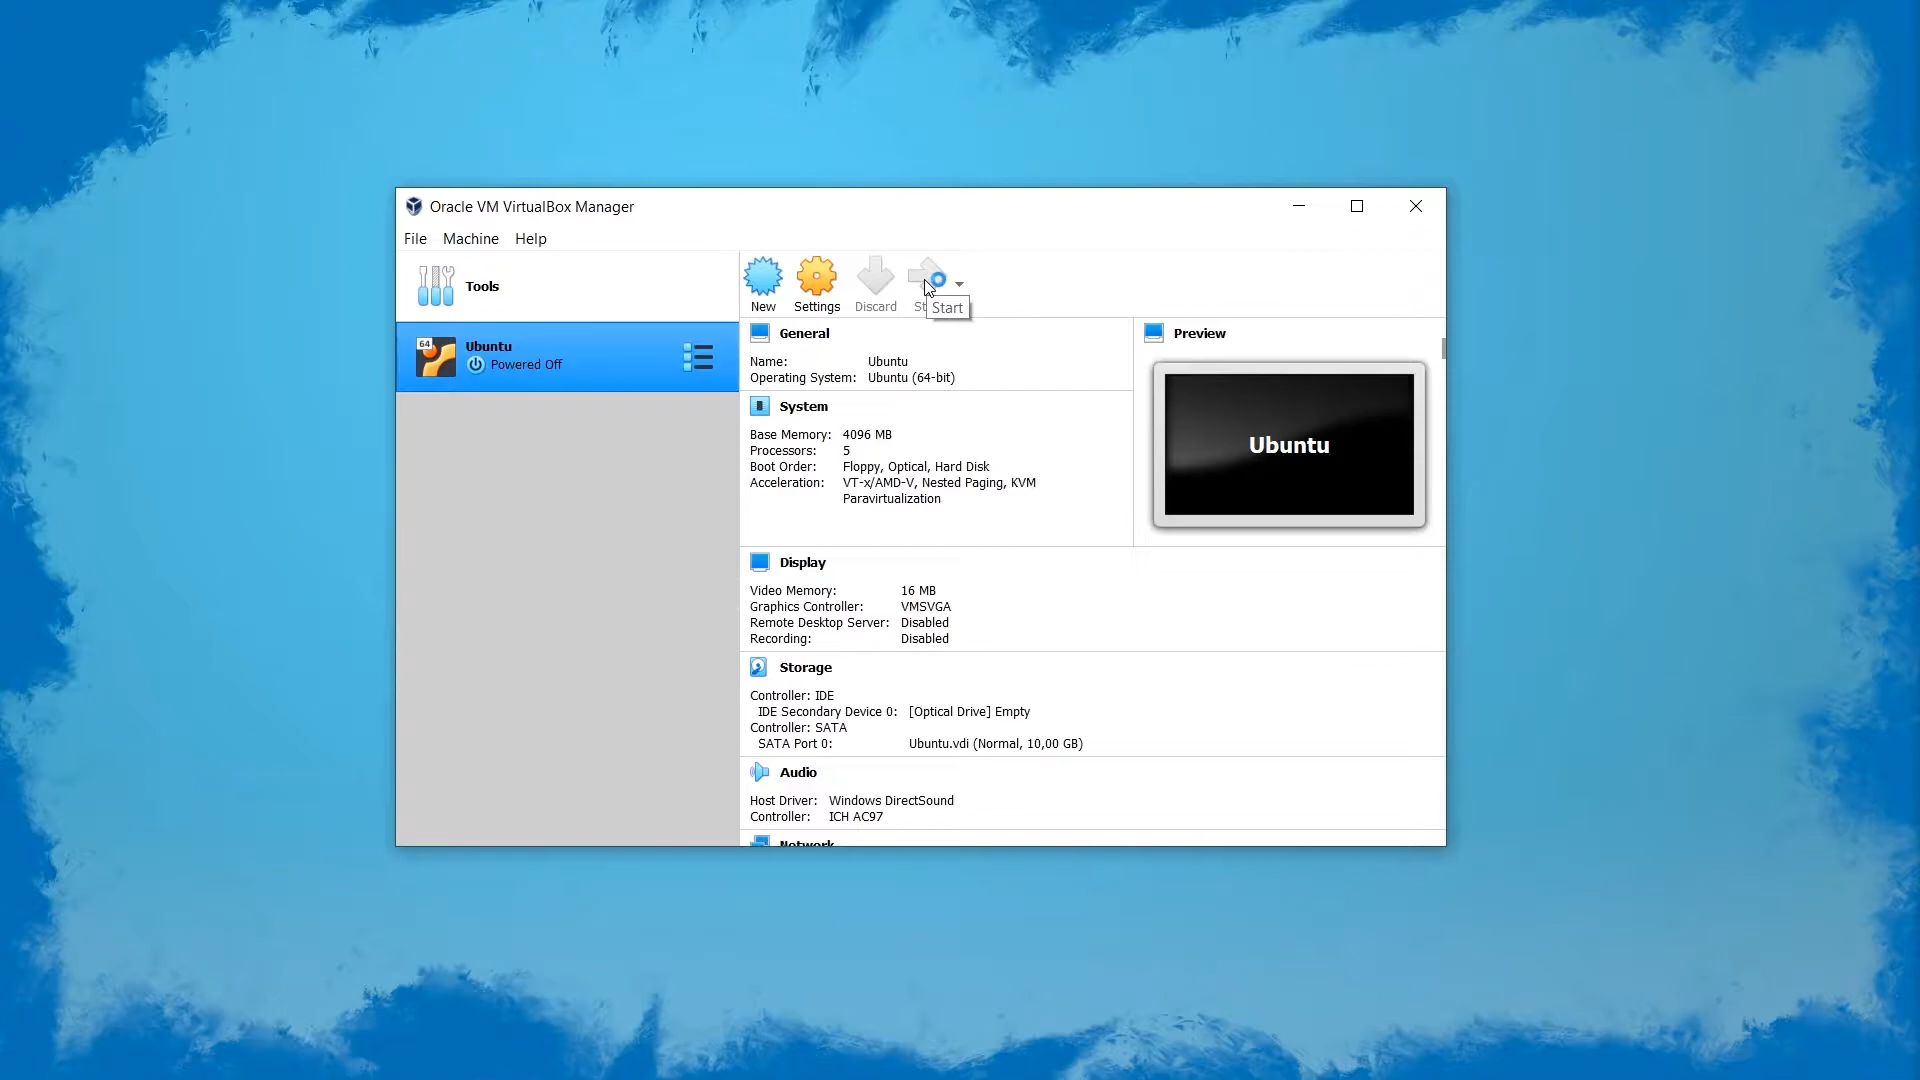 Oracle VM VirtualBox Manager
File Machine Help
Tools
New Settings Discard St
Start
64
Ubuntu
Powered Off
General
Name: Ubuntu
Operating System: Ubuntu (64-bit)
Preview
Ubuntu
System
Base Memory: 4096 MB
Processors: 5
Boot Order: Floppy, Optical, Hard Disk
Acceleration: VT-x/AMD-V, Nested Paging, KVM
Paravirtualization
Display
Video Memory: 16 MB
Graphics Controller: VMSVGA
Remote Desktop Server: Disabled
Recording: Disabled
Storage
Controller: IDE
IDE Secondary Device 0: [Optical Drive] Empty
Controller: SATA
SATA Port 0: Ubuntu.vdi (Normal, 10,00 GB)
Audio
Host Driver: Windows DirectSound
Controller: ICH AC97
Network